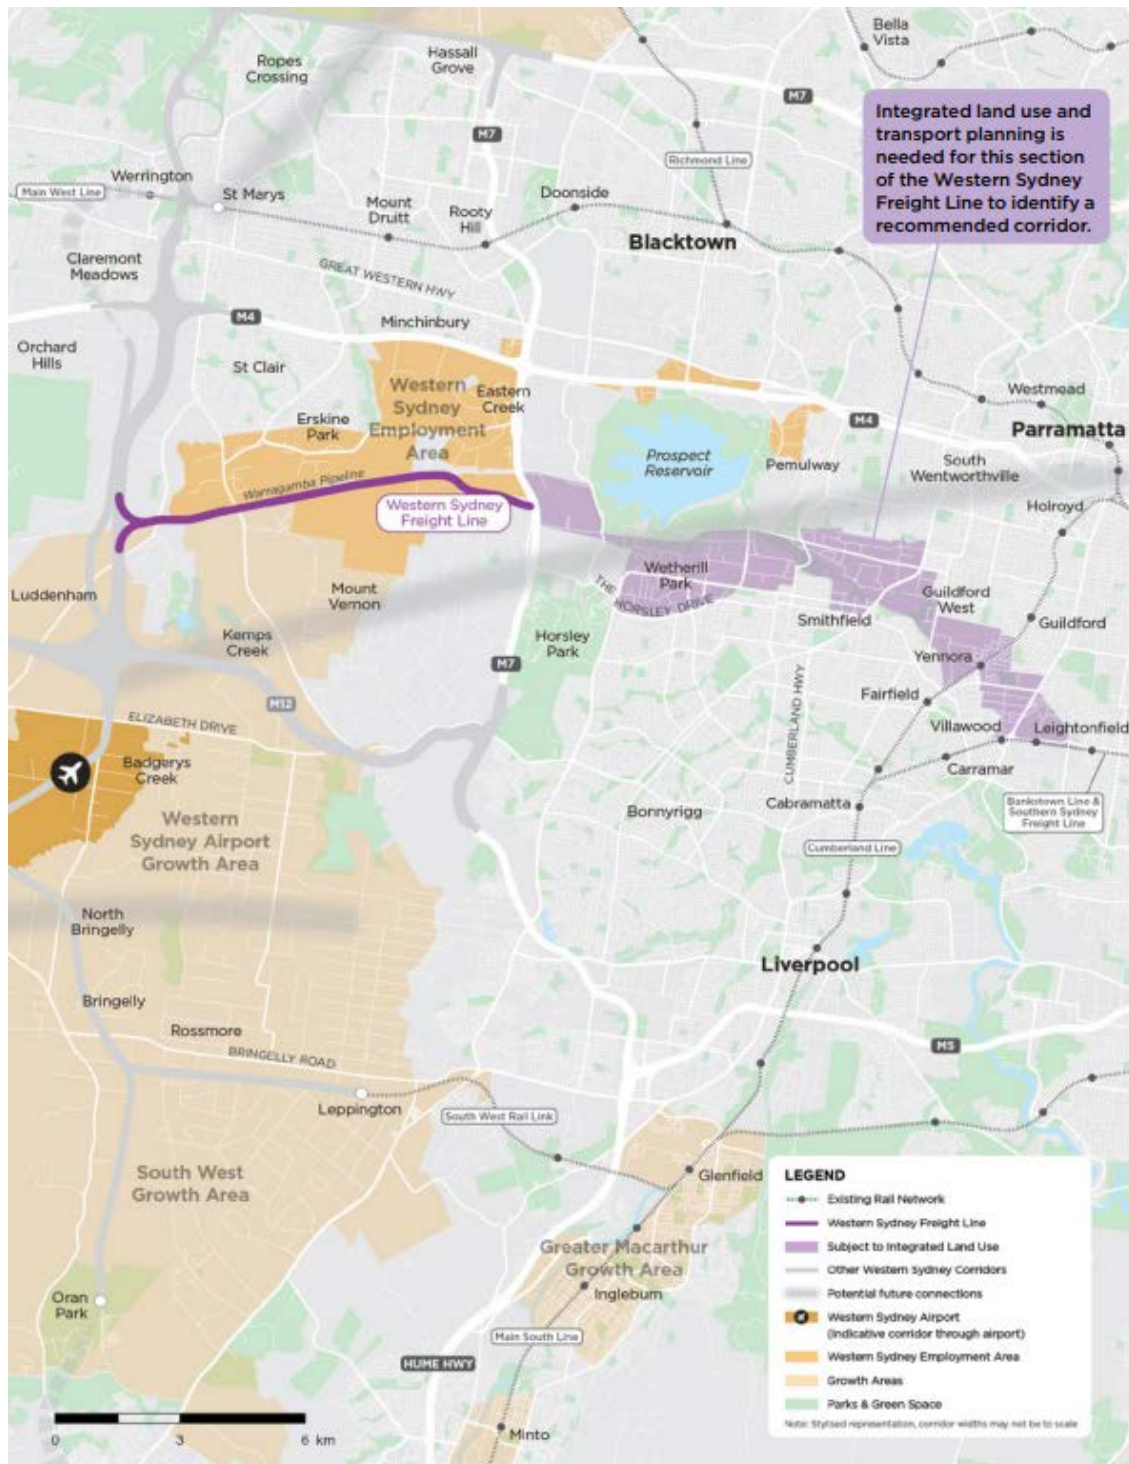 Bella
Vista
Ropes
Crossing
Hassall
Grove
M7
Integrated land use and
transport planning is
needed for this section
of the Western Sydney
Freight Line to identify a
recommended corridor.
M7
Richmond Line
Werrington
Main West Line
St Marys
Mount
Druitt
Rooty
Hill
Doonside
Blacktown
Claremont
Meadows
GREAT WESTERN HWY
M4
Minchinbury
Orchard
Hills
St Clair
Western
Sydney
Employment
Area
Eastern
Creek
Westmead
M4
Parramatta
Erskine
Park
Prospect
Reservoir
Pemulway
South
Wentworthville
Warragamba Pipeline
Western Sydney
Freight Line
Holroyd
Luddenham
Mount
Vernon
Wetherill
Park
THE HORSLEY DRIVE
Guildford
West
Smithfield
Guildford
Kemps
Creek
Horsley
Park
M7
Yennora
CUMBERLAND HWY
Fairfield
M12
ELIZABETH DRIVE
Villawood
Leightonfield
Badgerys
Creek
Carramar
Western
Sydney Airport
Growth Area
Bonnyrigg
Cabramatta
Bankstown Line &
Southern Sydney
Freight Line
Cumberland Line
North
Bringelly
Liverpool
Bringelly
Rossmore
BRINGELLY ROAD
M5
Leppington
South West Rail Link
South West
Growth Area
Glenfield
Greater Macarthur
Growth Area
Ingleburn
Oran
Park
Main South Line
HUME HWY
Minto
0 3 6 km
LEGEND
Existing Rail Network
Western Sydney Freight Line
Subject to Integrated Land Use
Other Western Sydney Corridors
Potential future connections
Western Sydney Airport
(Indicative corridor through airport)
Western Sydney Employment Area
Growth Areas
Parks & Green Space
Note: Stylised representation, corridor widths may not be to scale